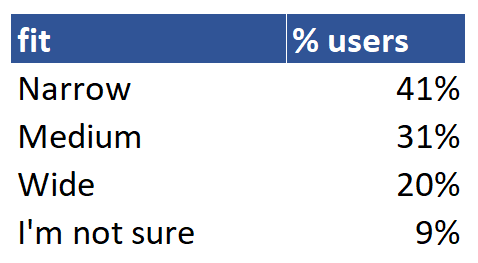 fit % users
Narrow 41%
Medium 31%
Wide 20%
I'm not sure 9%